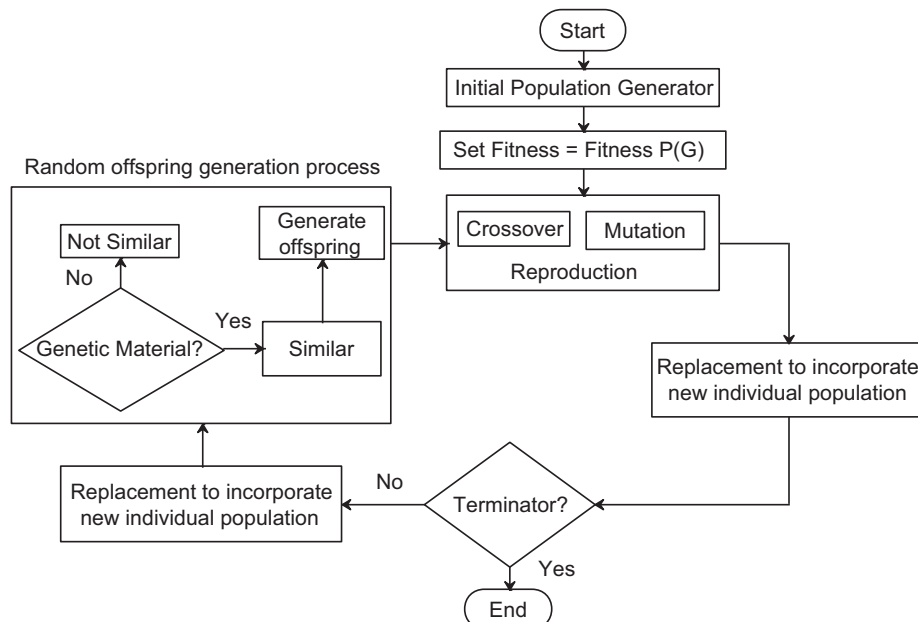 Start
Initial Population Generator
Set Fitness = Fitness P(G)
Random offspring generation process
Generate
offspring
Not Similar
No
Genetic Material?
Yes
Similar
Crossover
Mutation
Reproduction
Replacement to incorporate
new individual population
Replacement to incorporate
new individual population
No
Terminator?
Yes
End